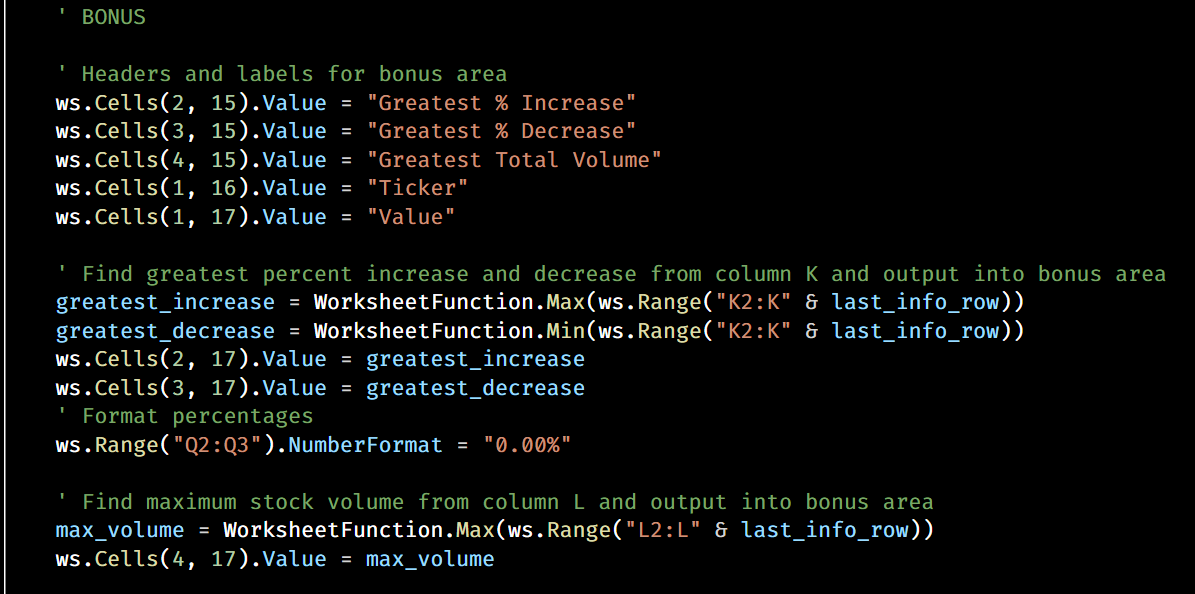 ' BONUS
' Headers and labels for bonus area
ws.Cells(2, 15).Value = "Greatest % Increase"
ws.Cells(3, 15).Value = "Greatest % Decrease"
ws.Cells(4, 15).Value = "Greatest Total Volume"
ws.Cells(1, 16).Value = "Ticker"
ws.Cells(1, 17).Value = "Value"
' Find greatest percent increase and decrease from column K and output into bonus area
greatest_increase = WorksheetFunction.Max(ws.Range("K2:K" & last_info_row))
greatest_decrease = WorksheetFunction.Min(ws.Range("K2:K" & last_info_row))
ws.Cells(2, 17).Value = greatest_increase
ws.Cells(3, 17).Value = greatest_decrease
' Format percentages
ws.Range("Q2:Q3").NumberFormat = "0.00%"
' Find maximum stock volume from column L and output into bonus area
max_volume = WorksheetFunction.Max(ws.Range("L2:L" & last_info_row))
ws.Cells(4, 17).Value = max_volume